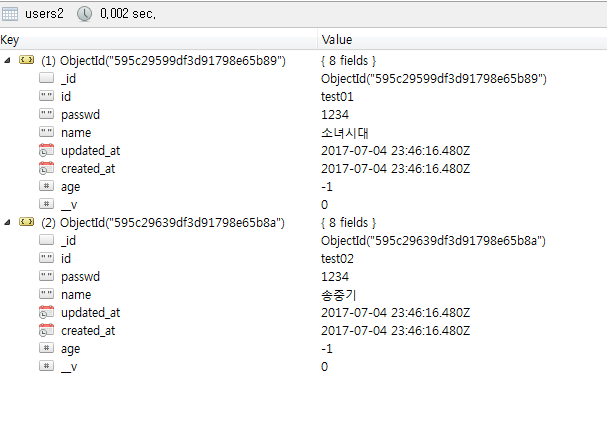 users2 0,002 sec,
Key Value
(1) ObjectId("595c29599df3d91798e65b89") { 8 fields }
_id ObjectId("595c29599df3d91798e65b89")
id test01
passwd 1234
name 소녀시대
updated_at 2017-07-04 23:46:16.480Z
created_at 2017-07-04 23:46:16.480Z
age -1
__v 0
(2) ObjectId("595c29639df3d91798e65b8a") { 8 fields }
_id ObjectId("595c29639df3d91798e65b8a")
id test02
passwd 1234
name 송중기
updated_at 2017-07-04 23:46:16.480Z
created_at 2017-07-04 23:46:16.480Z
age -1
__v 0